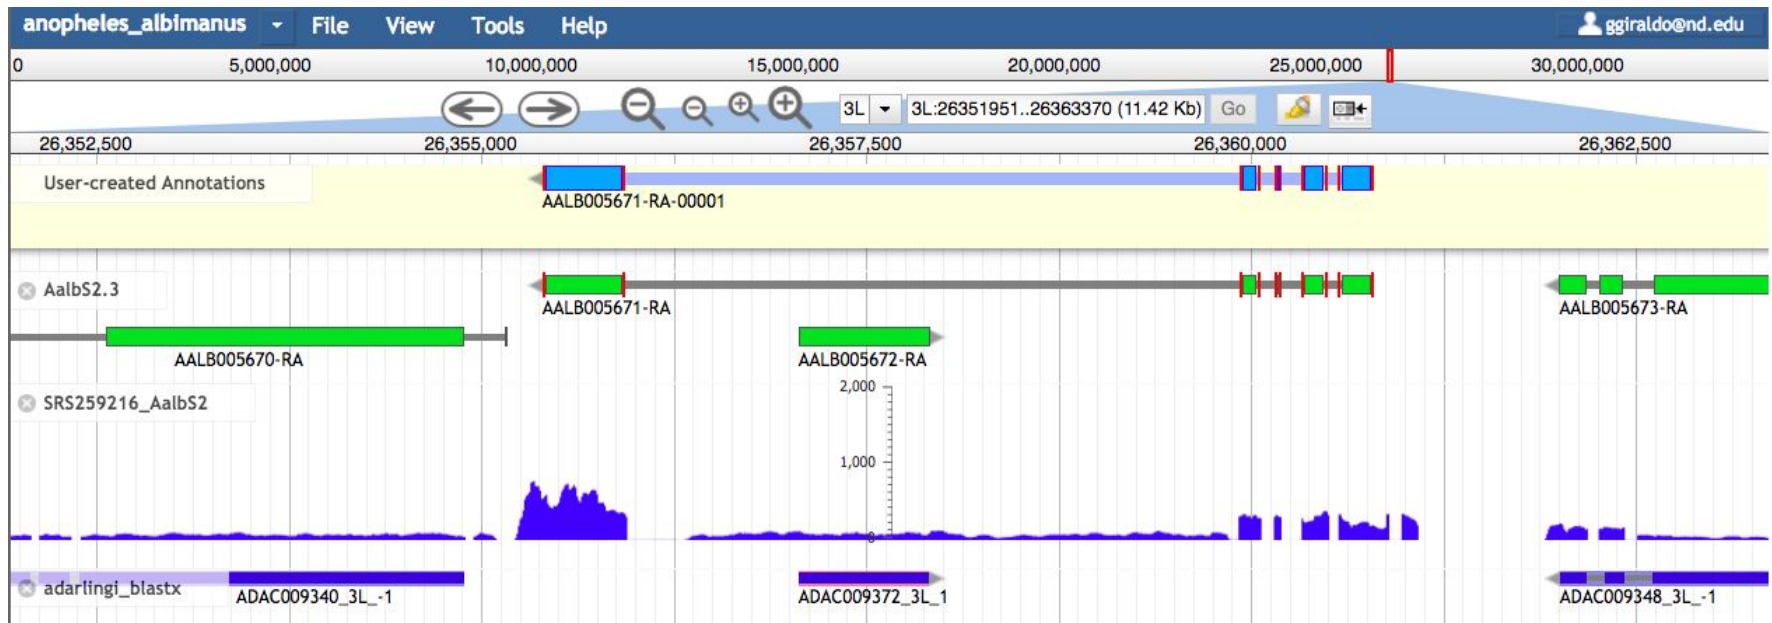 anopheles_albimanus File View Tools Help ggiraldo@nd.edu
0 5,000,000 10,000,000 15,000,000 20,000,000 25,000,000 30,000,000
3L 3L:26351951..26363370 (11.42 Kb) Go
26,352,500 26,355,000 26,357,500 26,360,000 26,362,500
User-created Annotations
AALB005671-RA-00001
AalbS2.3
AALB005671-RA AALB005673-RA
AALB005670-RA AALB005672-RA
2,000
SRS259216_AalbS2
1,000
0
adarlingi_blastx ADAC009340_3L_-1 ADAC009372_3L_1 ADAC009348_3L_-1